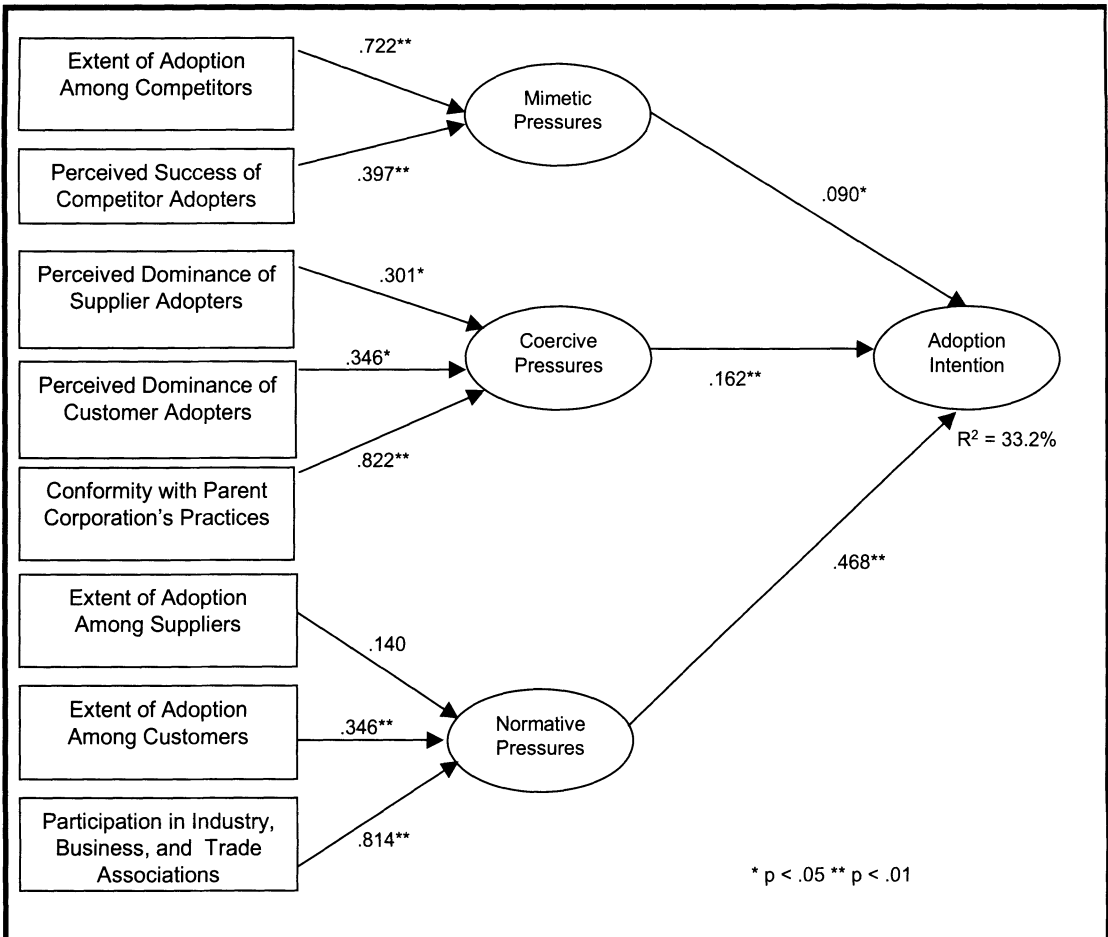 Extent of Adoption
Among Competitors
.722**
Mimetic
Pressures
Perceived Success of
Competitor Adopters
.397**
.090*
Perceived Dominance of
Supplier Adopters
.301*
Coercive
Pressures
Adoption
Intention
.346*
Perceived Dominance of
Customer Adopters
.162**
R² = 33.2%
.822**
Conformity with Parent
Corporation's Practices
.468**
Extent of Adoption
Among Suppliers
.140
Extent of Adoption
Among Customers
.346**
Normative
Pressures
Participation in Industry,
Business, and Trade
Associations
.814**
* p < .05 ** p < .01